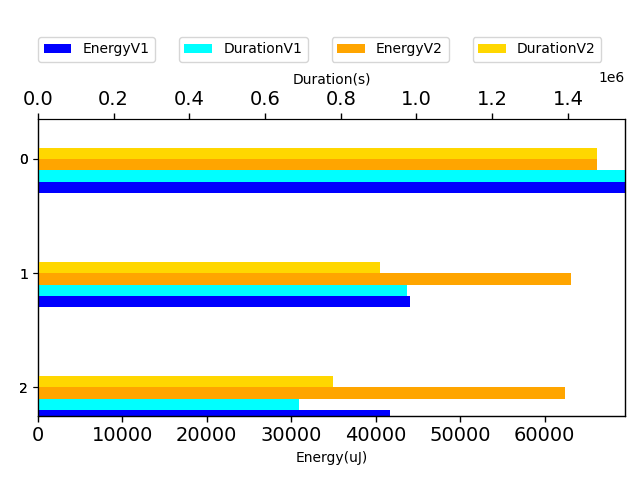 EnergyV1 DurationV1 EnergyV2 DurationV2
Duration(s)
1e6
0.0 0.2 0.4 0.6 0.8 1.0 1.2 1.4
0
1
2
0 10000 20000 30000 40000 50000 60000
Energy(uJ)